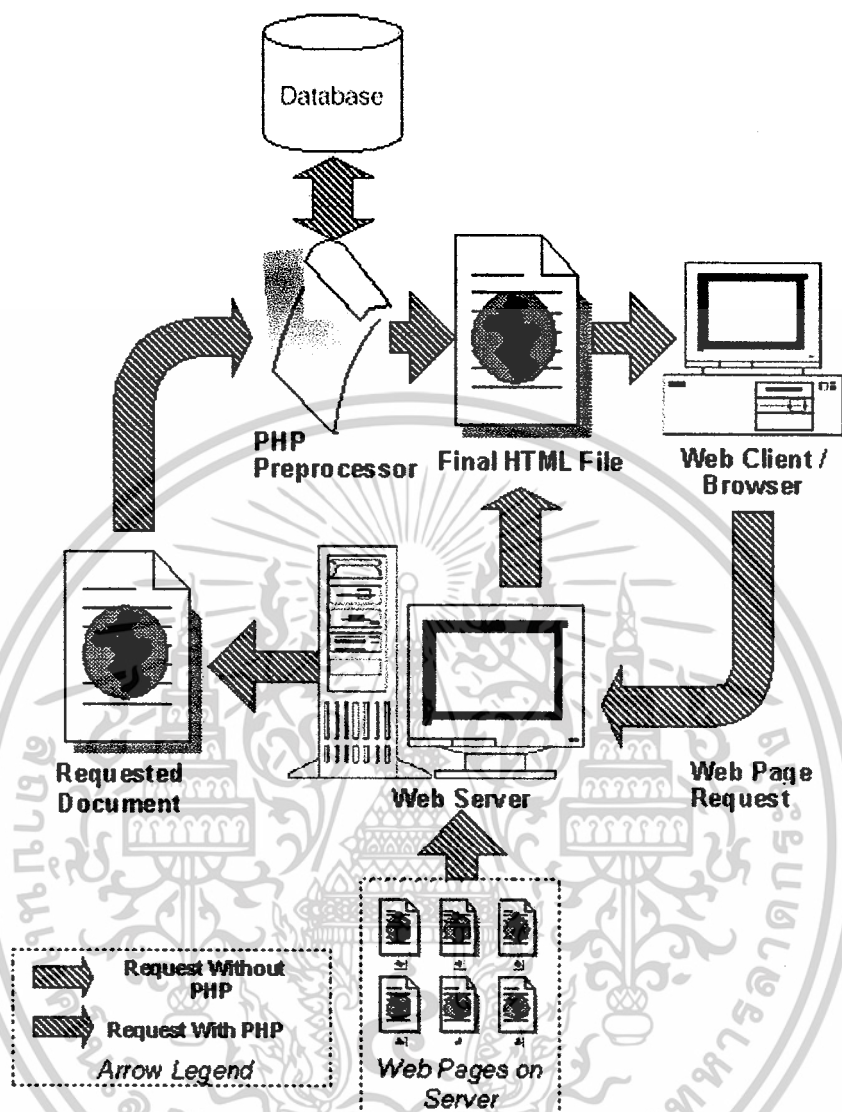 Database
PHP
Preprocessor
Final HTML File
Web Client /
Browser
Requested
Document
Web Server
Web Page
Request
Request Without
PHP
Request With PHP
Arrow Legend
Web Pages on
Server